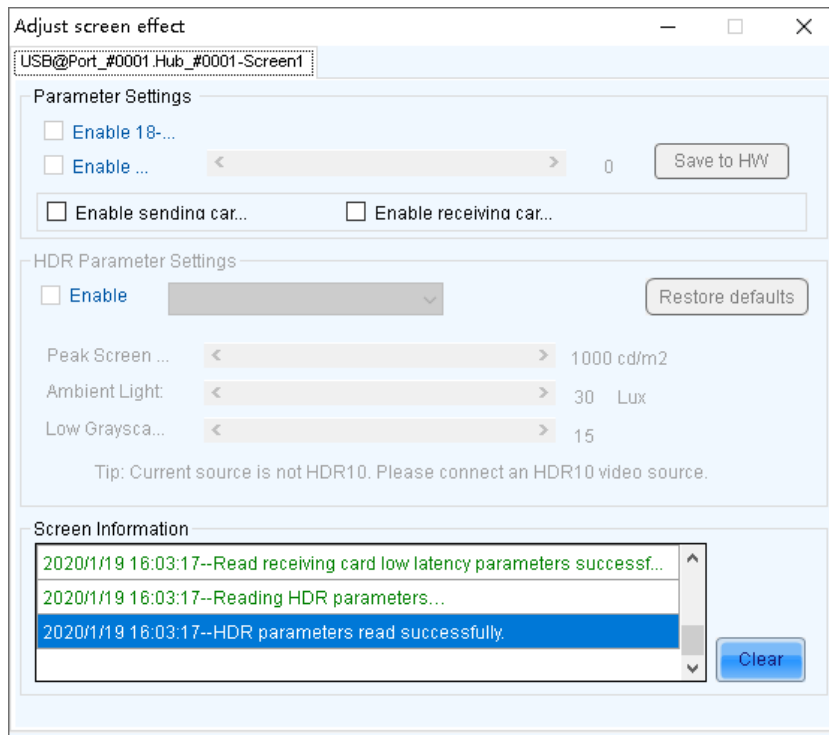 Adjust screen effect
USB@Port_#0001.Hub_#0001-Screen1
Parameter Settings
Enable 18-...
Enable ... 0 Save to HW
Enable sending car... Enable receiving car...
HDR Parameter Settings
Enable Restore defaults
Peak Screen ... 1000 cd/m2
Ambient Light: 30 Lux
Low Graysca... 15
Tip: Current source is not HDR10. Please connect an HDR10 video source.
Screen Information
2020/1/19 16:03:17--Read receiving card low latency parameters successf...
2020/1/19 16:03:17--Reading HDR parameters...
2020/1/19 16:03:17--HDR parameters read successfully.
Clear